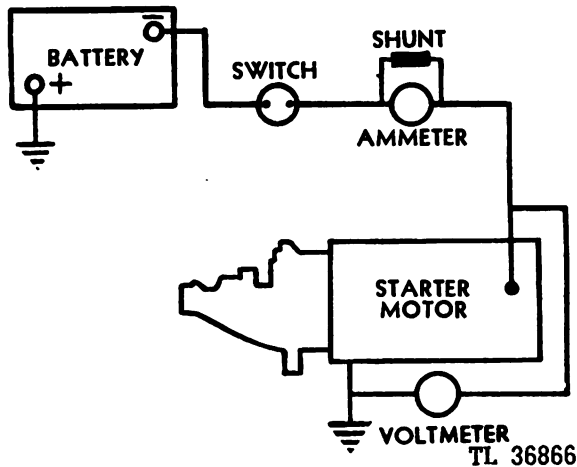 −
BATTERY
+
SHUNT
SWITCH
AMMETER
STARTER
MOTOR
VOLTMETER
TL 36866